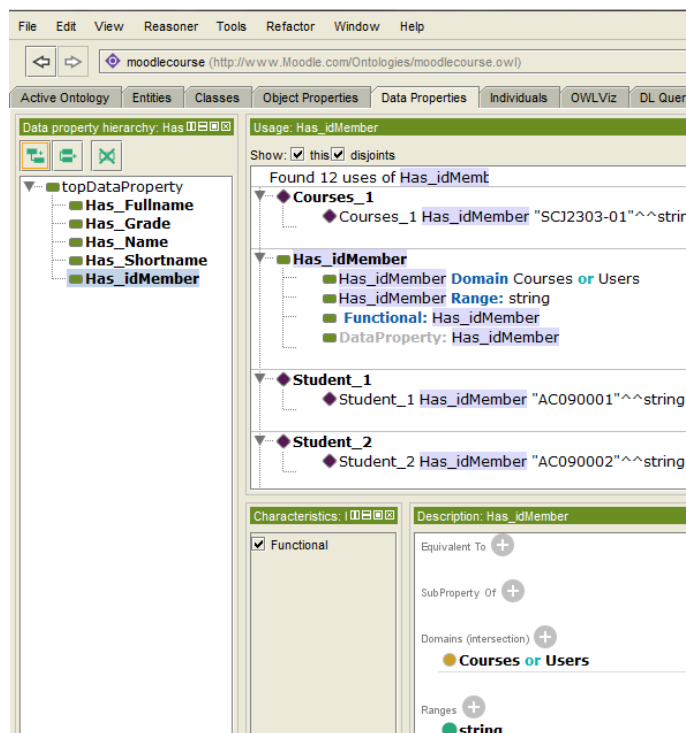 File Edit View Reasoner Tools Refactor Window Help
moodlecourse (http://www.Moodle.com/Ontologies/moodlecourse.owl)
Active Ontology Entities Classes Object Properties Data Properties Individuals OWLViz DL Quer
Data property hierarchy: Has
Usage: Has_idMember
Show: this disjoints
Found 12 uses of Has_idMemb
topDataProperty
Has_Fullname
Has_Grade
Has_Name
Has_Shortname
Has_idMember
Courses_1
Courses_1 Has_idMember "SCJ2303-01"^^strin
Has_idMember
Has_idMember Domain Courses or Users
Has_idMember Range: string
Functional: Has_idMember
DataProperty: Has_idMember
Student_1
Student_1 Has_idMember "AC090001"^^string
Student_2
Student_2 Has_idMember "AC090002"^^string
Characteristics:
Functional
Description: Has_idMember
Equivalent To
SubProperty Of
Domains (intersection)
Courses or Users
Ranges
string